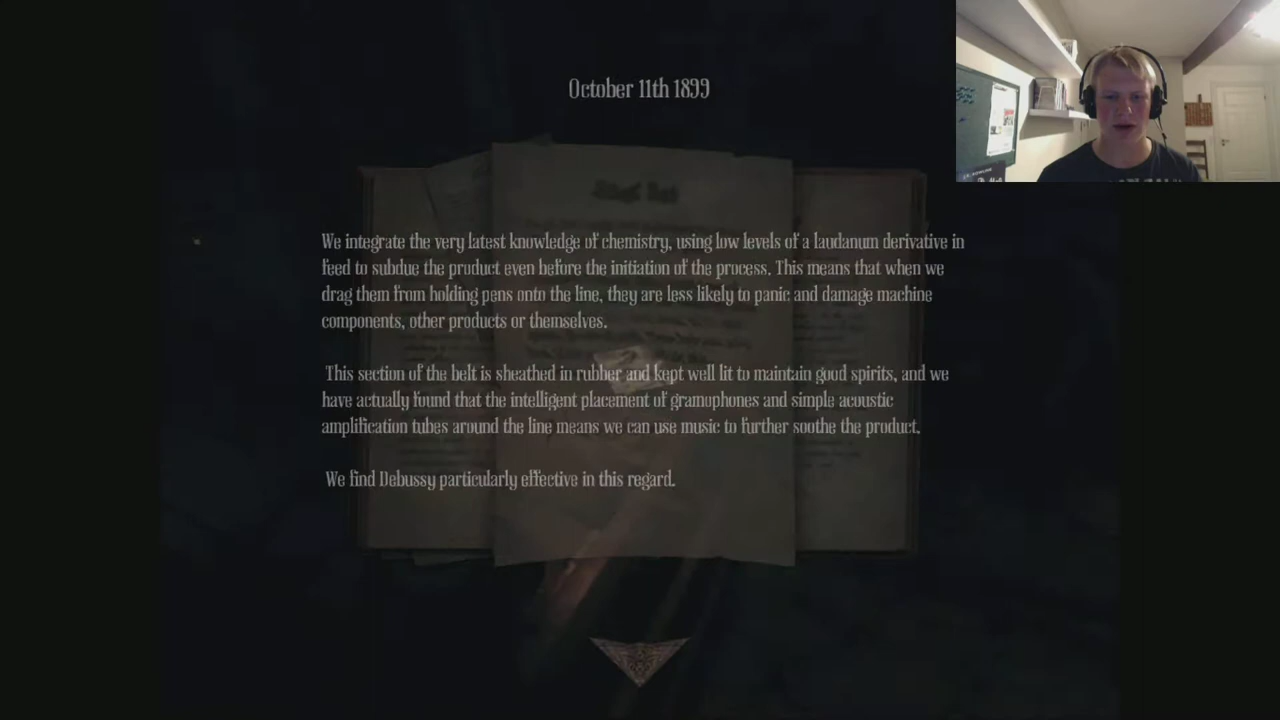 October 11th 1899
We integrate the very latest knowledge of chemistry, using low levels of a laudanum derivative in
feed to subdue the product even before the initiation of the process. This means that when we
drag them from holding pens onto the line, they are less likely to panic and damage machine
components, other products or themselves.
This section of the belt is sheathed in rubber and kept well lit to maintain good spirits, and we
have actually found that the intelligent placement of gramophones and simple acoustic
amplification tubes around the line means we can use music to further soothe the product.
We find Debussy particularly effective in this regard.